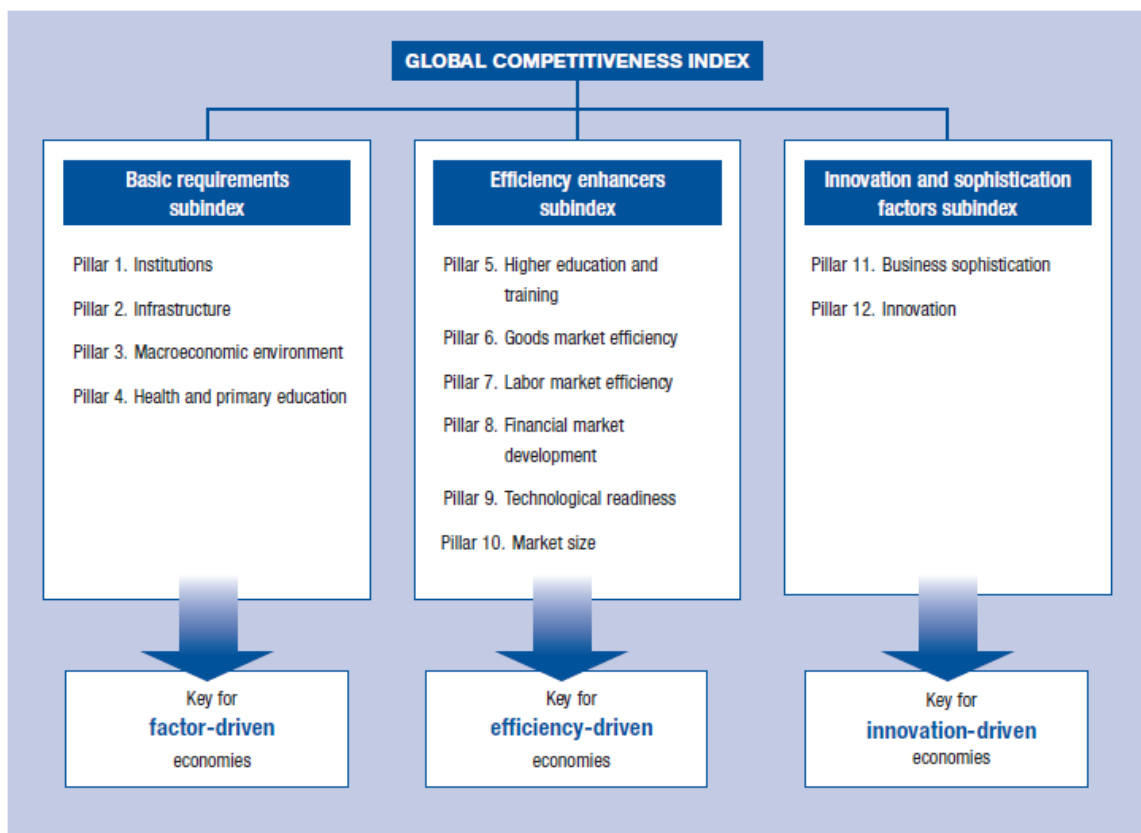 GLOBAL COMPETITIVENESS INDEX
Basic requirements
subindex
Pillar 1. Institutions
Pillar 2. Infrastructure
Pillar 3. Macroeconomic environment
Pillar 4. Health and primary education
Key for
factor-driven
economies
Efficiency enhancers
subindex
Pillar 5. Higher education and
training
Pillar 6. Goods market efficiency
Pillar 7. Labor market efficiency
Pillar 8. Financial market
development
Pillar 9. Technological readiness
Pillar 10. Market size
Key for
efficiency-driven
economies
Innovation and sophistication
factors subindex
Pillar 11. Business sophistication
Pillar 12. Innovation
Key for
innovation-driven
economies